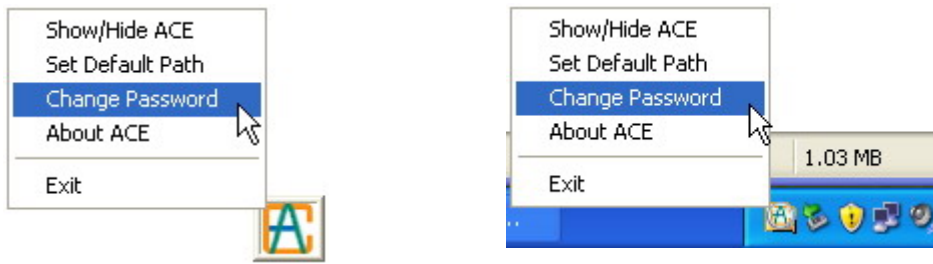 Show/Hide ACE
Set Default Path
Change Password
About ACE
Exit
Show/Hide ACE
Set Default Path
Change Password
About ACE
Exit
1.03 MB
..